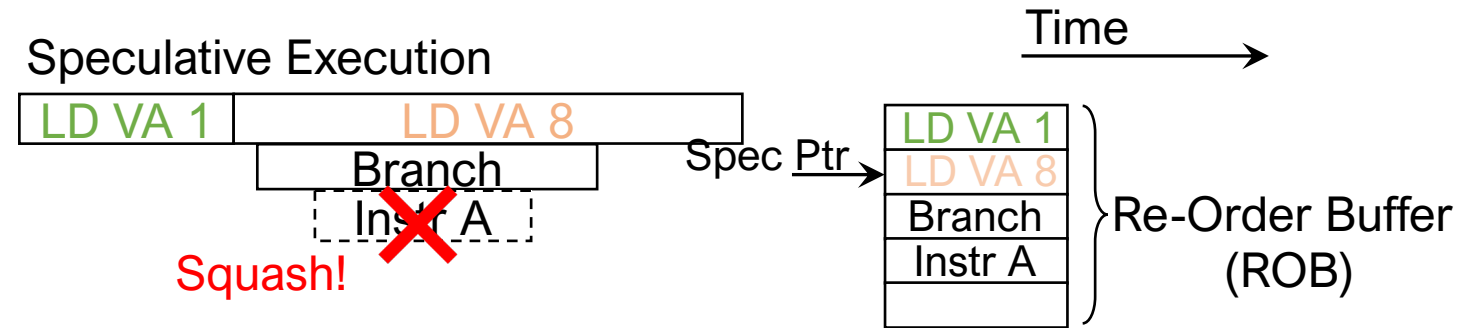 Time
Speculative Execution
LD VA 1
LD VA 8
Branch
Instr A
Squash!
Spec Ptr
LD VA 1
LD VA 8
Branch
Instr A
Re-Order Buffer
(ROB)